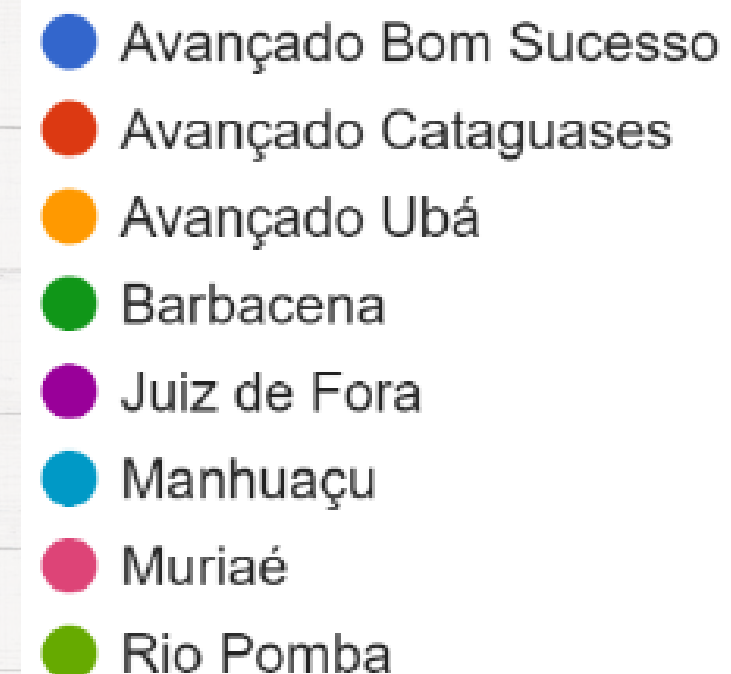 Avançado Bom Sucesso
Avançado Cataguases
Avançado Ubá
Barbacena
Juiz de Fora
Manhuaçu
Muriaé
Rio Pomba